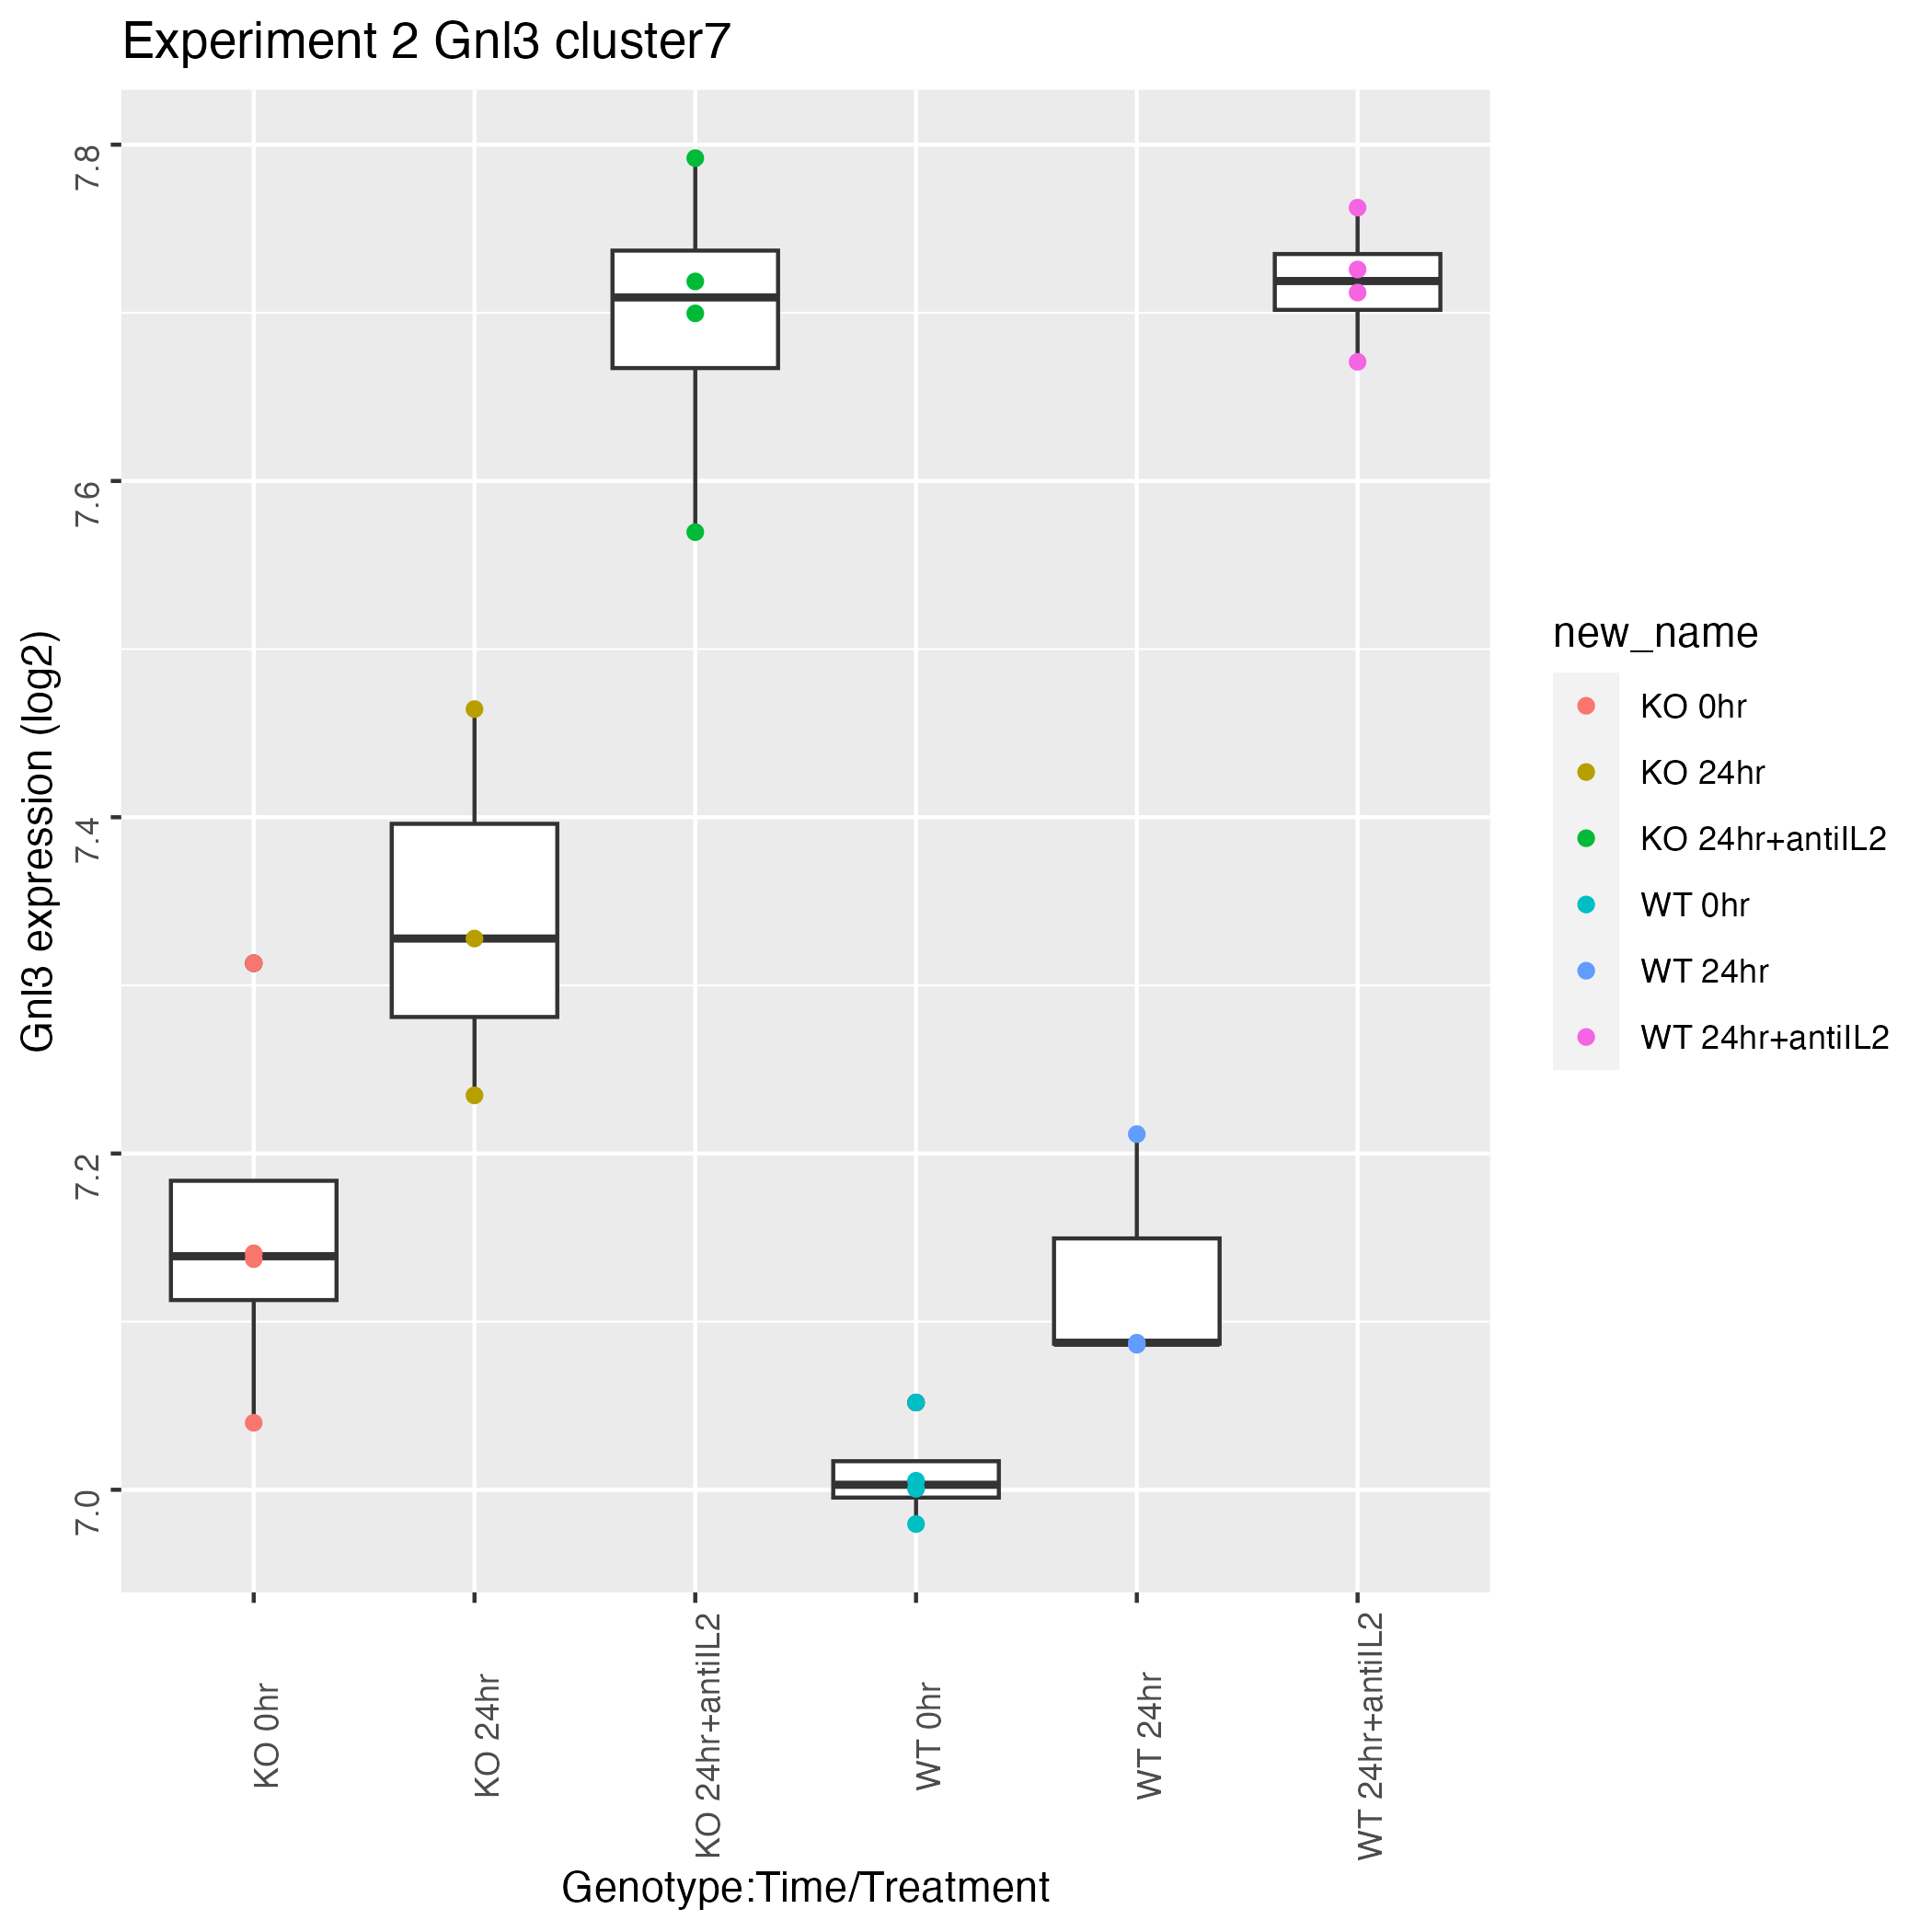 Experiment 2 Gnl3 cluster7
Gnl3 expression (log2)
7.8
7.6
7.4
7.2
7.0
KO 0hr
KO 24hr
KO 24hr+antiIL2
WT 0hr
WT 24hr
WT 24hr+antiIL2
Genotype:Time/Treatment
new_name
KO 0hr
KO 24hr
KO 24hr+antiIL2
WT 0hr
WT 24hr
WT 24hr+antiIL2